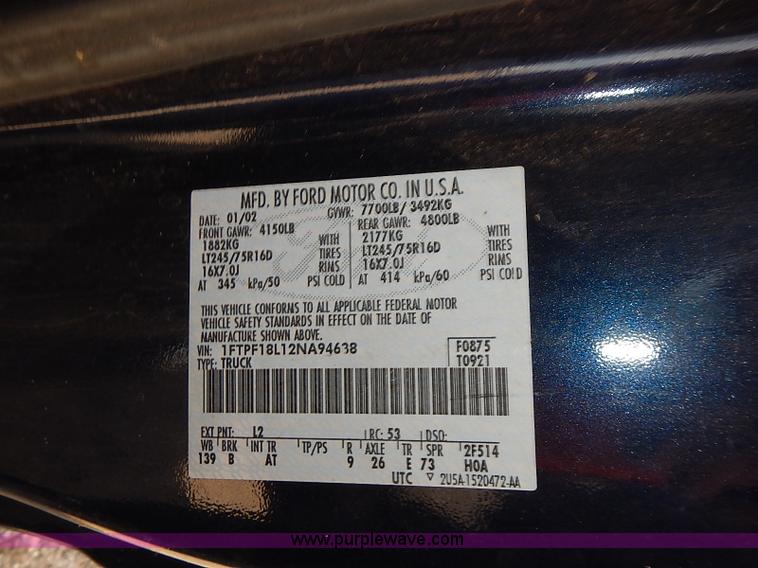 MFD. BY FORD MOTOR CO. IN U.S.A.
DATE: 01/02 GVWR: 7700LB/ 3492KG
FRONT GAWR: 4150LB REAR GAWR: 4800LB
1882KG WITH 2177KG WITH
LT245/75R16D TIRES LT245/75R16D TIRES
16X7.0J RIMS 16X7.0J RIMS
AT 345 kPa/50 PSI COLD AT 414 kPa/60 PSI COLD
THIS VEHICLE CONFORMS TO ALL APPLICABLE FEDERAL MOTOR
VEHICLE SAFETY STANDARDS IN EFFECT ON THE DATE OF
MANUFACTURE SHOWN ABOVE.
VIN: 1FTPF18L12NA94638 F0875
TYPE: TRUCK T0921
EXT PNT: L2 RC: 53 DSO:
WB BRK INT TR TP/PS R AXLE TR SPR 2F514
139 B AT 9 26 E 73 HOA
UTC ▽ 2U5A-1520472-AA
www.purplewave.com